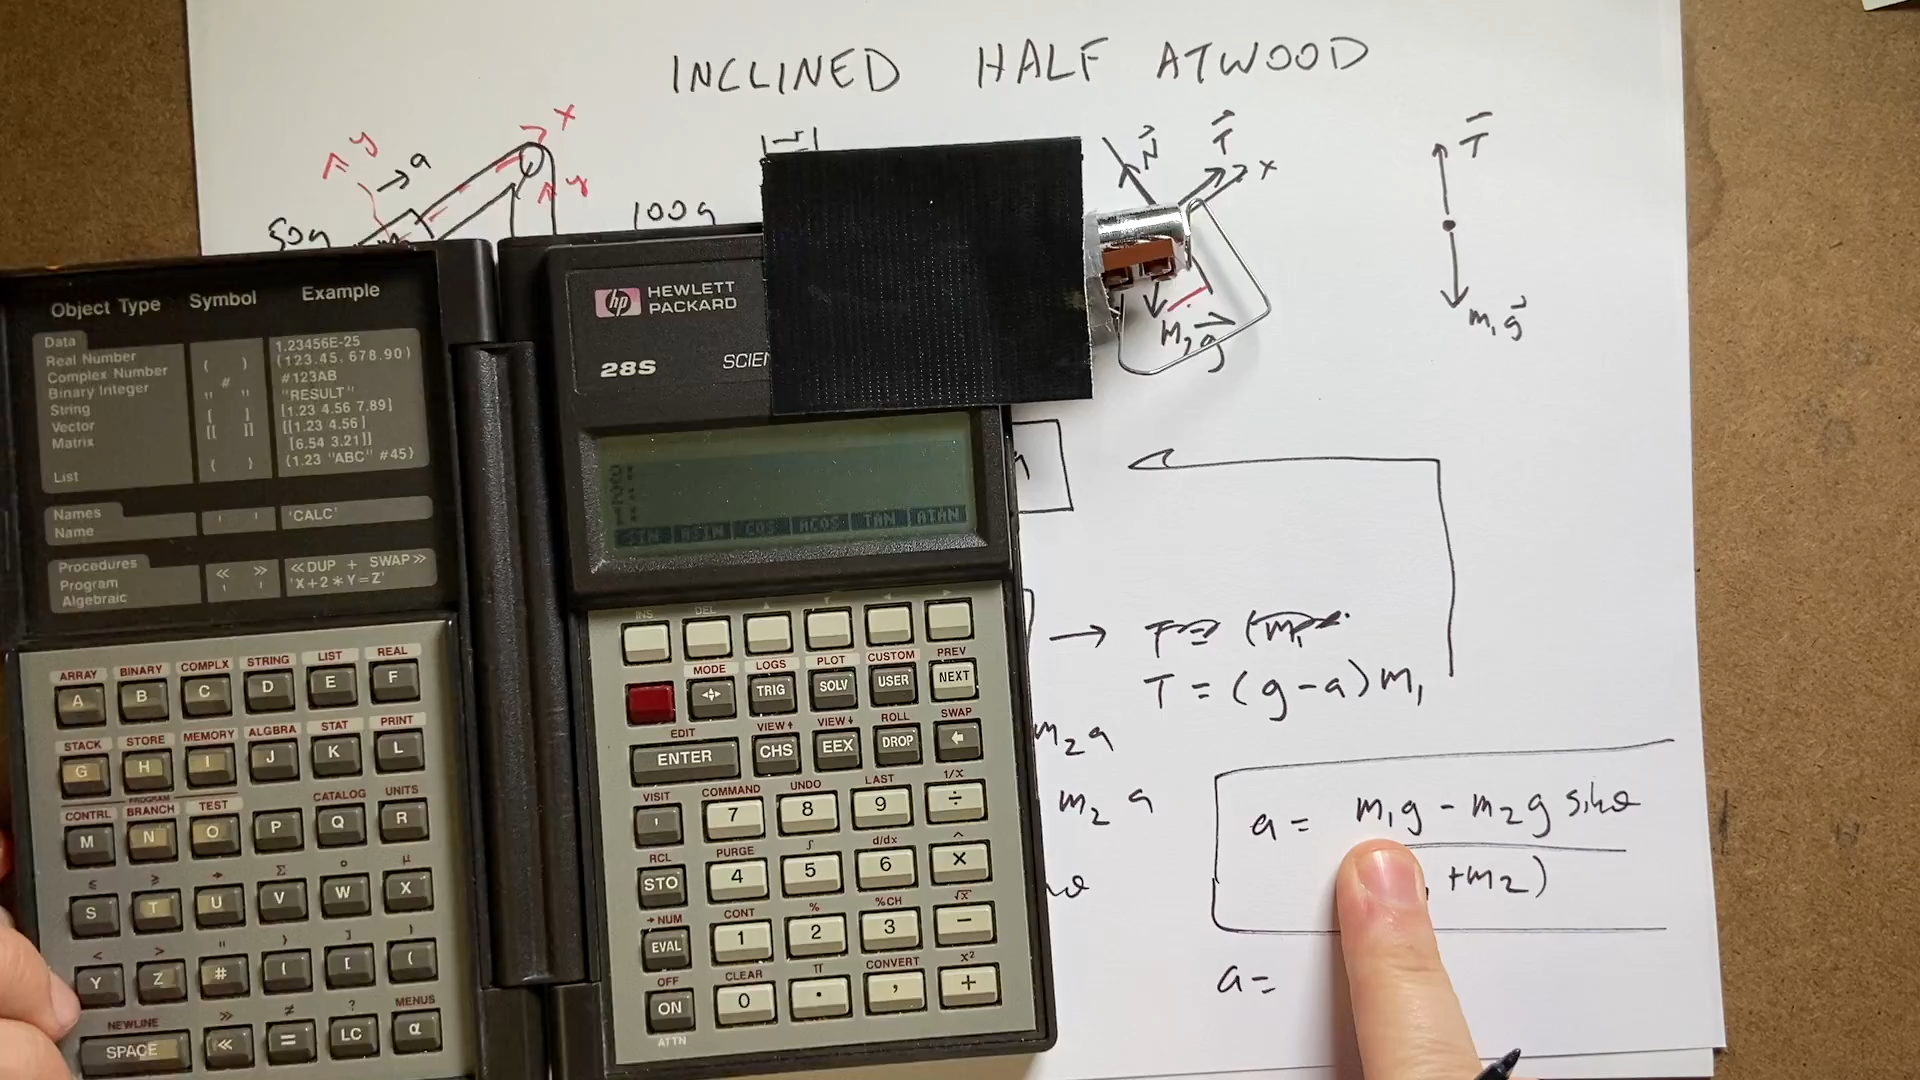 INCLINED HALF ATWOOD
x
y
a
y
50g
100g
N
T
x
m₂g
T
m₁g
Object Type Symbol Example
Data
Real Number 1.23456E-25
Complex Number ( ) (123.45, 678.90)
Binary Integer # #123AB
String " " "RESULT"
Vector [ ] [1.23 4.56 7.89]
Matrix [[ ]] [[1.23 4.56]
[6.54 3.21]]
List { } {1.23 "ABC" #45}
Names
Name ' ' 'CALC'
Procedures
Program « » «DUP + SWAP»
Algebraic ' ' 'X+2*Y=Z'
hp HEWLETT
PACKARD
28S
SIN ASIN COS ACOS TAN ATAN
ARRAY BINARY COMPLX STRING LIST REAL
A B C D E F
STACK STORE MEMORY ALGBRA STAT PRINT
G H I J K L
CONTRL PROGRAM BRANCH TEST CATALOG UNITS
M N O P Q R
≤ ≥ → Σ ° μ
S T U V W X
< > " } ] )
Y Z # { [ (
NEWLINE » ≠ ? MENUS
SPACE « = LC α
INS DEL ▲ ▼ ◄ ►
MODE LOGS PLOT CUSTOM PREV
TRIG SOLV USER NEXT
EDIT VIEW↑ VIEW↓ ROLL SWAP
ENTER CHS EEX DROP ←
VISIT COMMAND UNDO LAST 1/x
' 7 8 9 ÷
RCL PURGE ∫ d/dx ^
STO 4 5 6 ×
→NUM CONT % %CH √x
EVAL 1 2 3 −
OFF CLEAR π CONVERT x²
ON 0 . , +
ATTN
T = (g-a)m₁
m₂a
m₂ a
a = m₁g - m₂g sinθ
+m₂)
a=